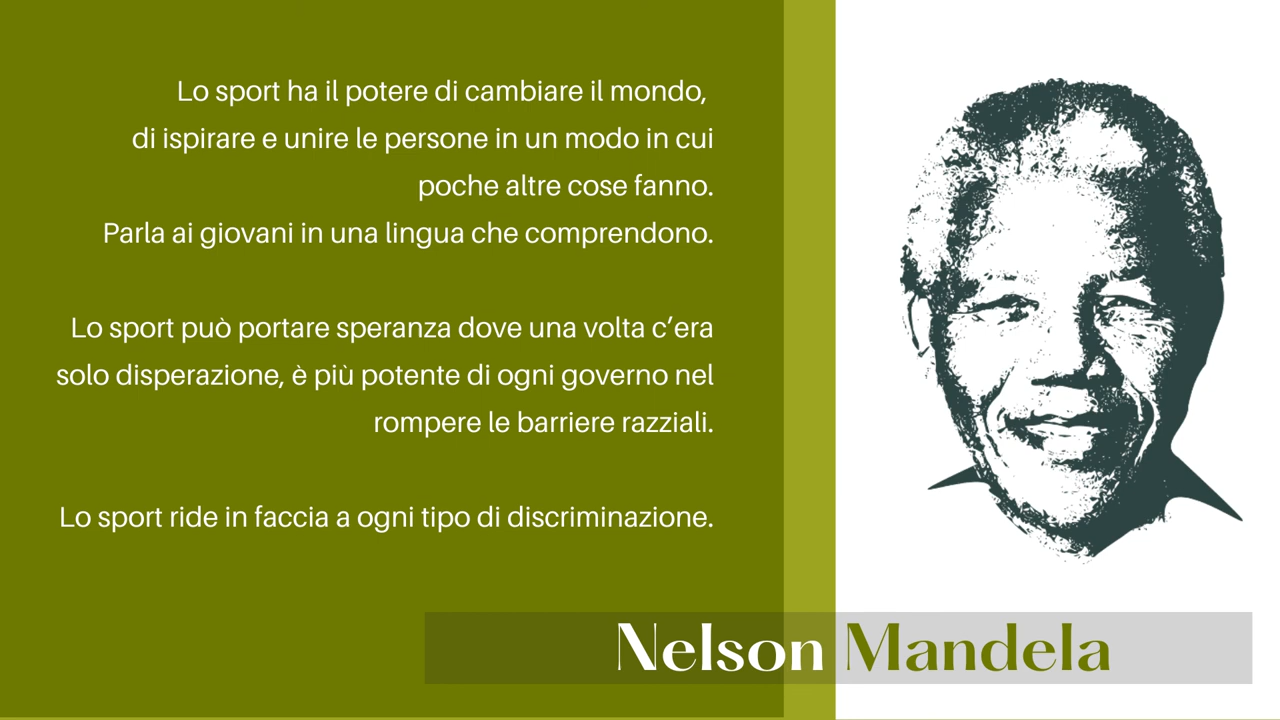 Lo sport ha il potere di cambiare il mondo,
di ispirare e unire le persone in un modo in cui
poche altre cose fanno.
Parla ai giovani in una lingua che comprendono.
Lo sport può portare speranza dove una volta c’era
solo disperazione, è più potente di ogni governo nel
rompere le barriere razziali.
Lo sport ride in faccia a ogni tipo di discriminazione.
Nelson Mandela